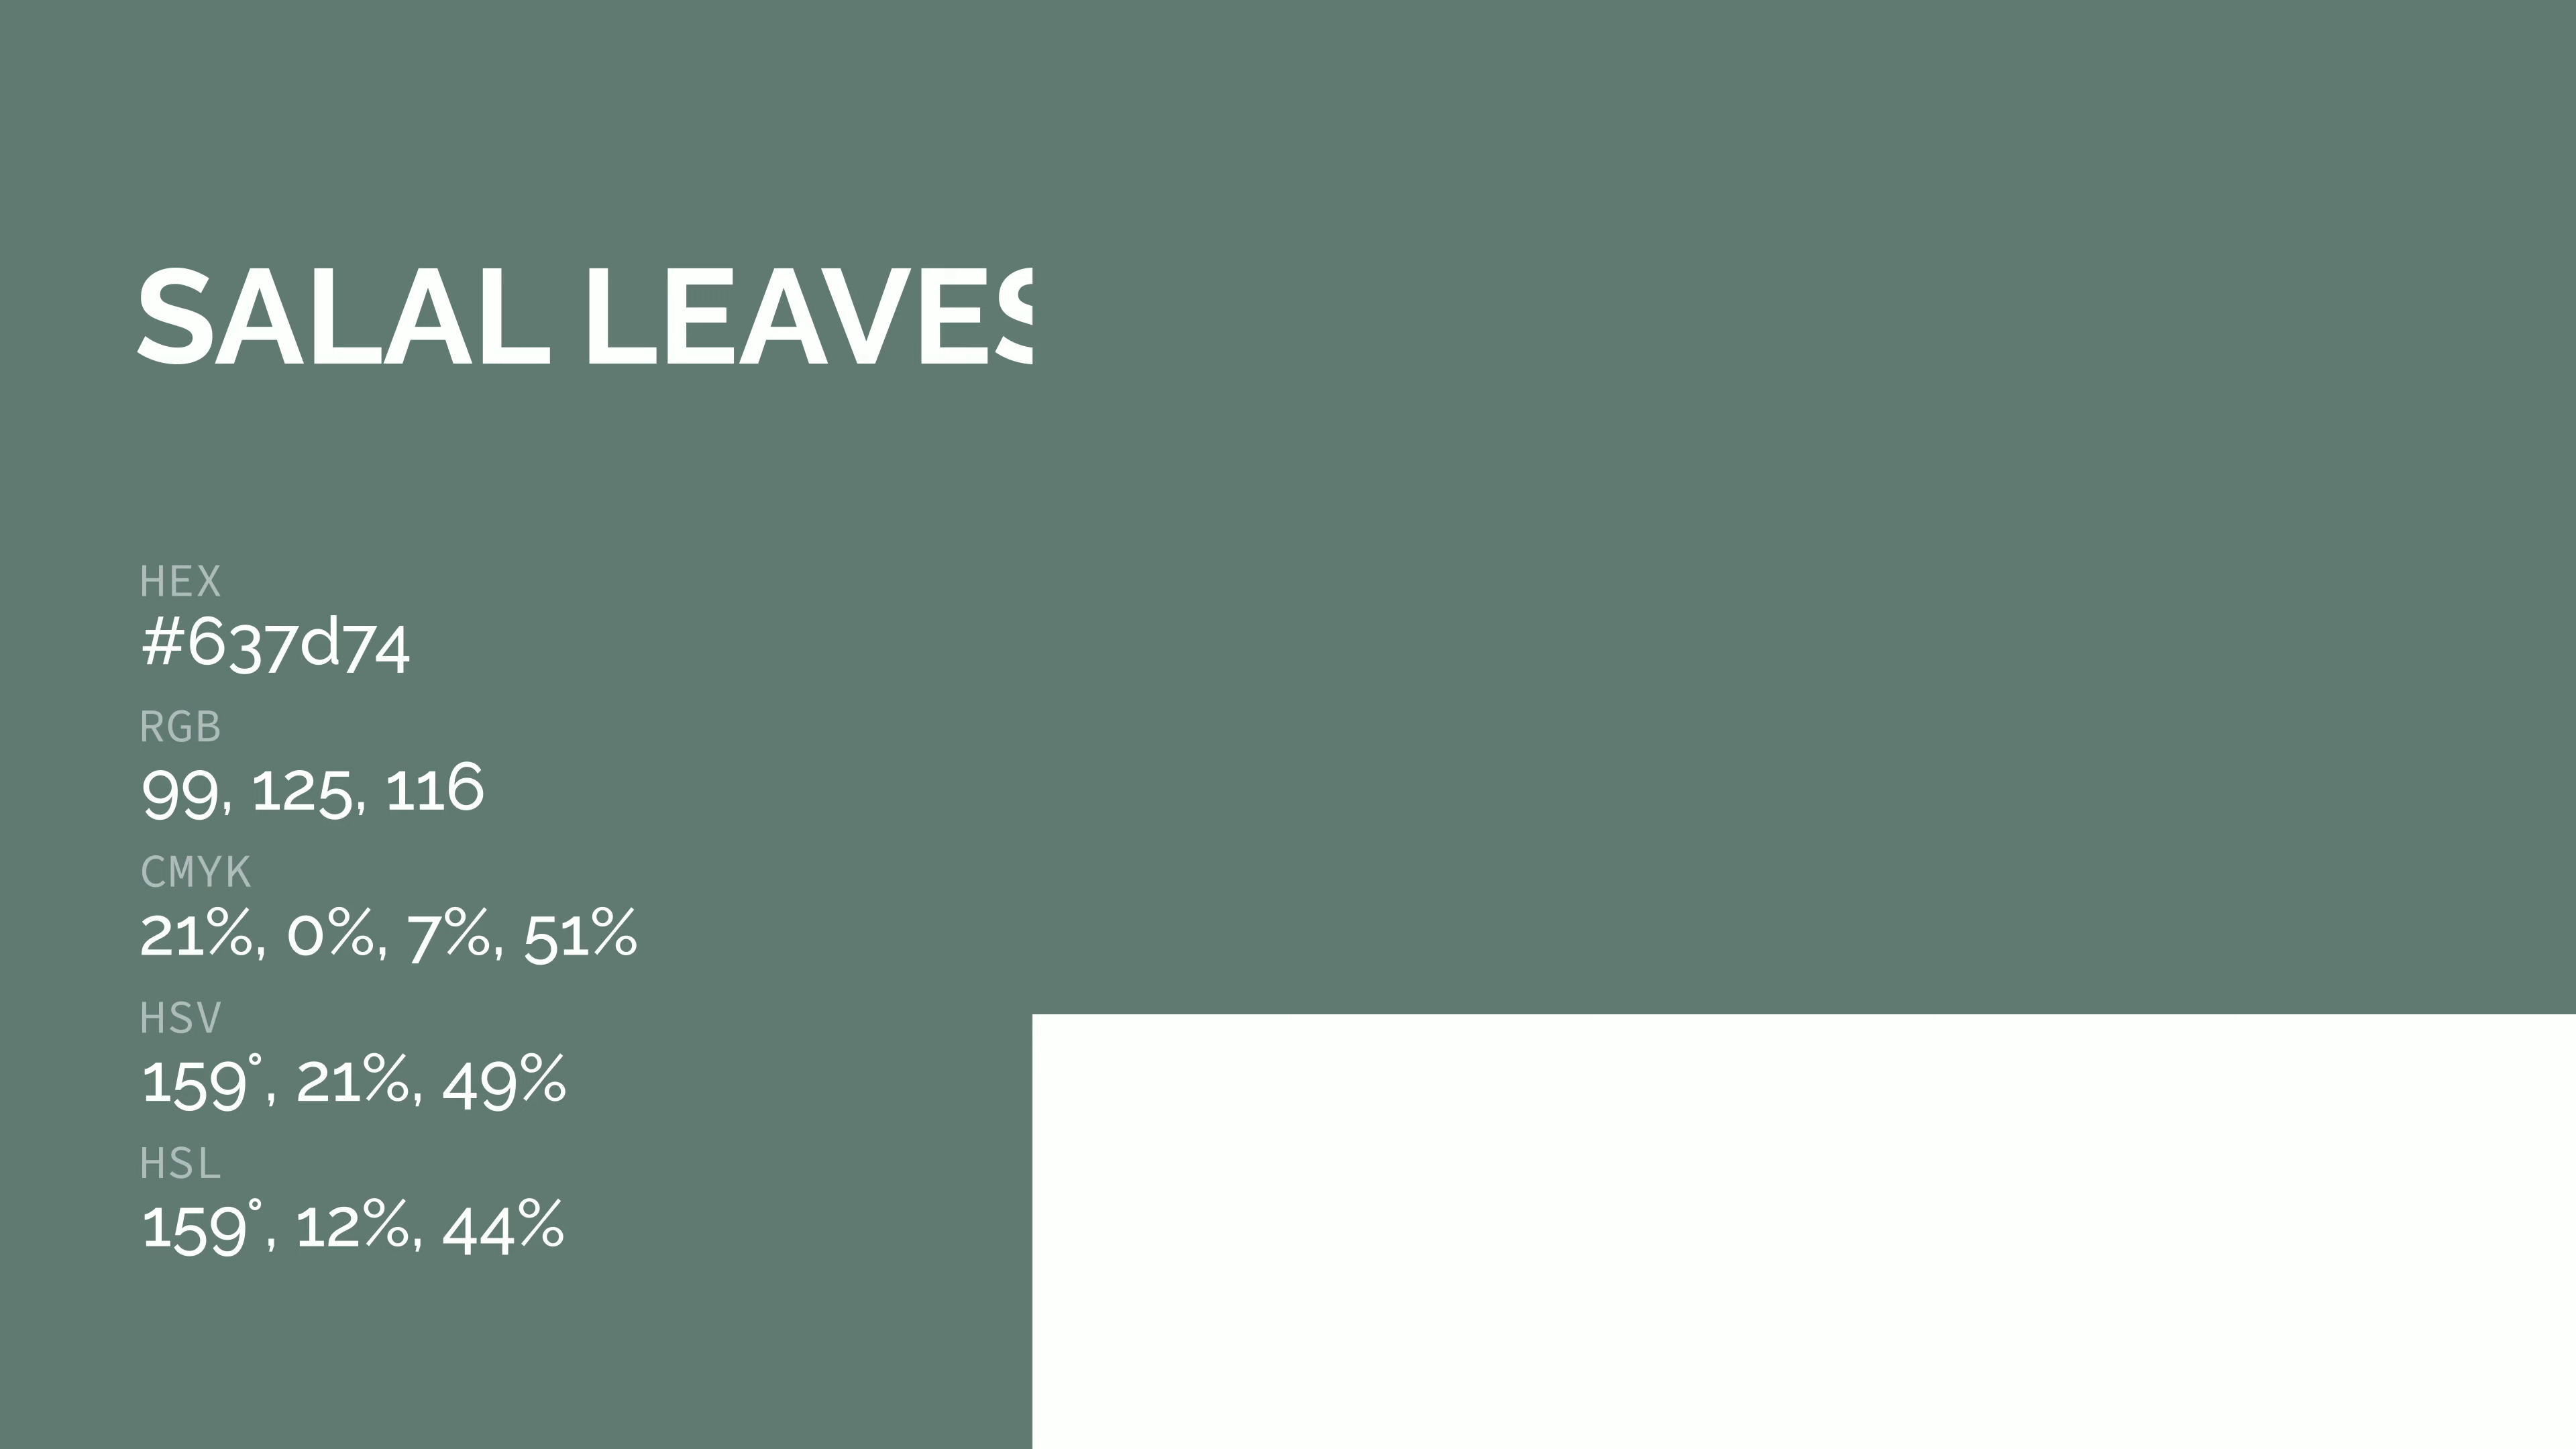 SALAL LEAVES
HEX
#637d74
RGB
99, 125, 116
CMYK
21%, 0%, 7%, 51%
HSV
159°, 21%, 49%
HSL
159°, 12%, 44%